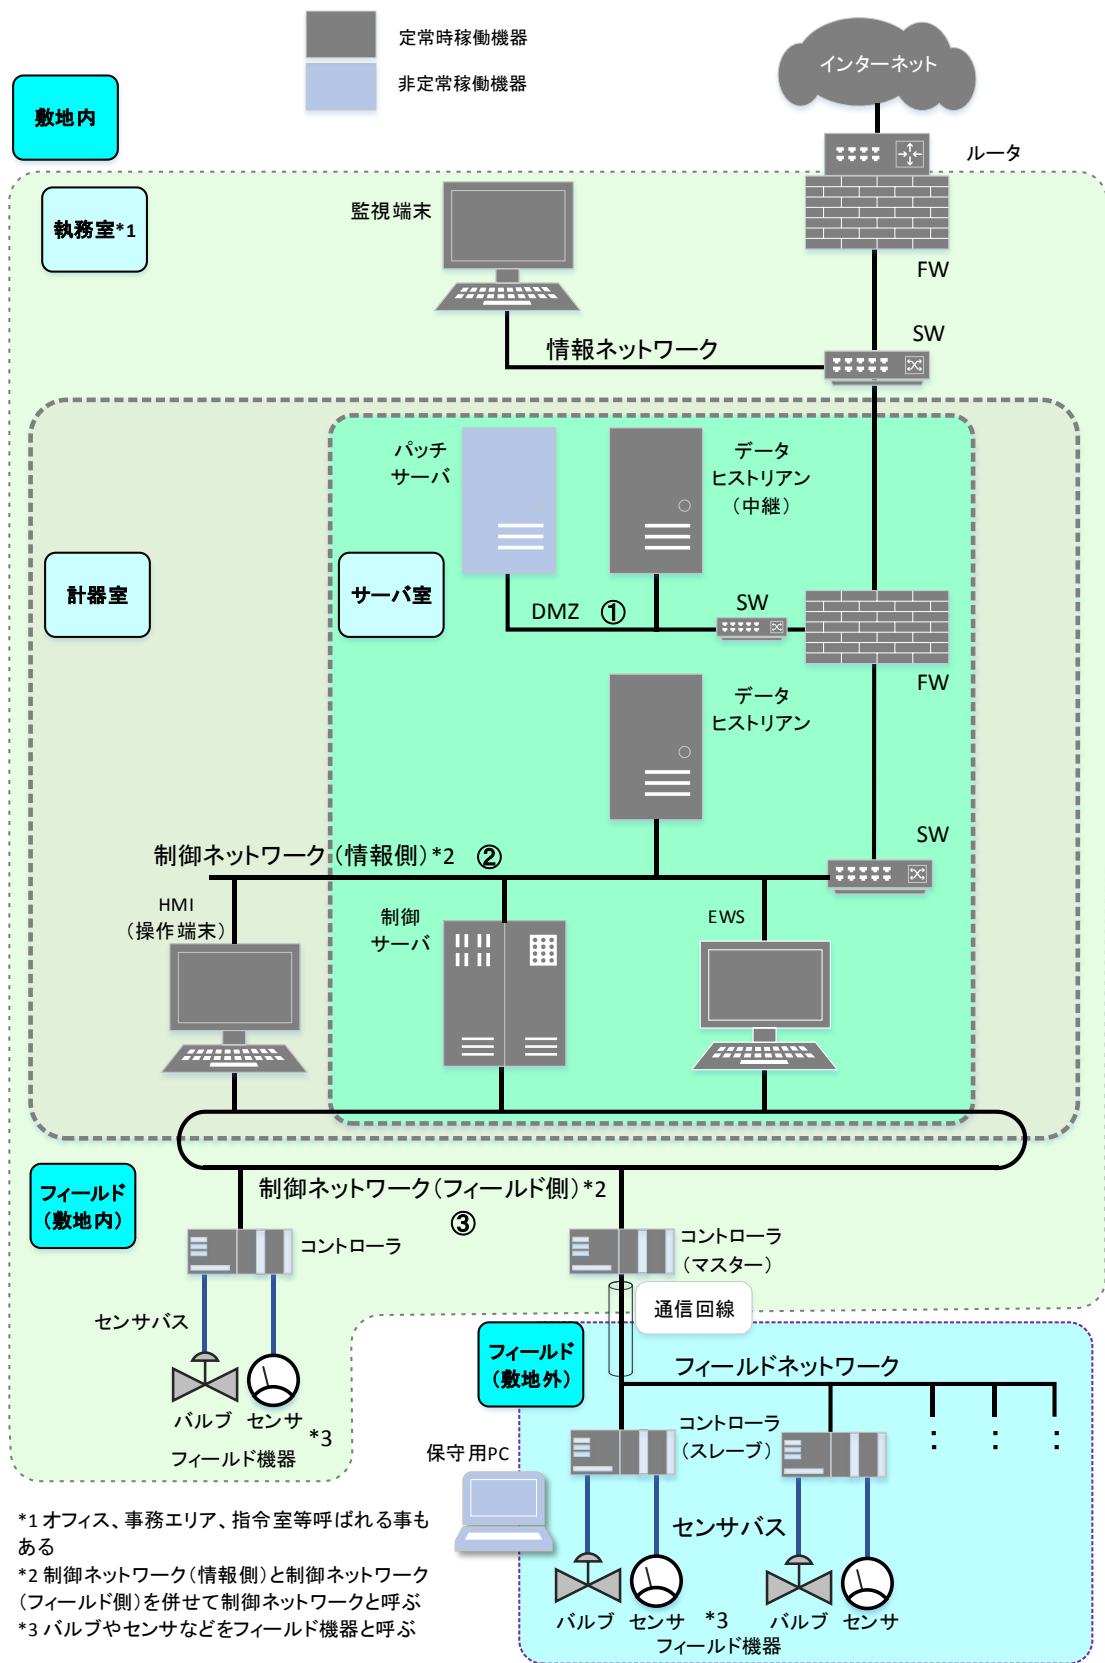 定常時稼働機器
非定常稼働機器
インターネット
敷地内
ルータ
執務室*1
監視端末
FW
SW
情報ネットワーク
パッチ
サーバ
データ
ヒストリアン
（中継）
計器室
サーバ室
DMZ ①
SW
FW
データ
ヒストリアン
SW
制御ネットワーク（情報側）*2 ②
HMI
（操作端末）
制御
サーバ
EWS
フィールド
（敷地内）
制御ネットワーク（フィールド側）*2
③
コントローラ
コントローラ
（マスター）
センサバス
通信回線
フィールド
（敷地外）
フィールドネットワーク
バルブ センサ
*3
フィールド機器
コントローラ
（スレーブ）
：
：
：
保守用PC
センサバス
バルブ センサ *3 バルブ センサ
フィールド機器
*1 オフィス、事務エリア、指令室等呼ばれる事も
ある
*2 制御ネットワーク（情報側）と制御ネットワーク
（フィールド側）を併せて制御ネットワークと呼ぶ
*3 バルブやセンサなどをフィールド機器と呼ぶ